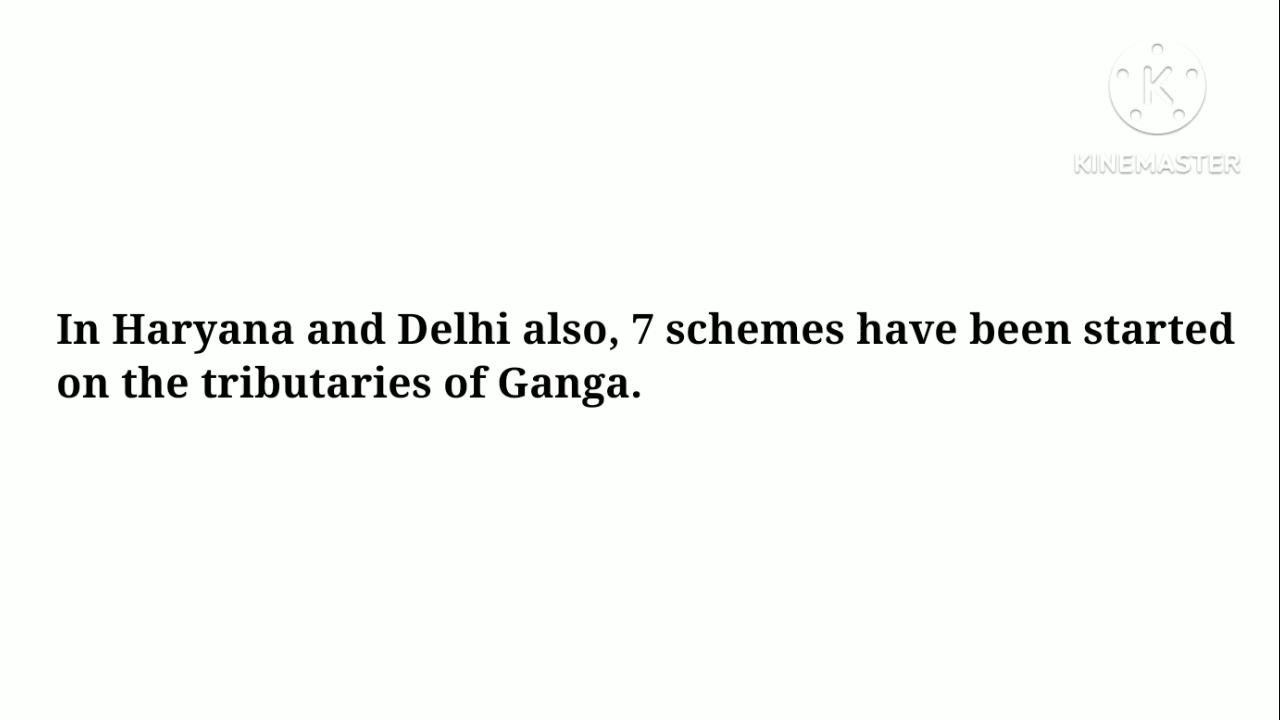 KINEMASTER
In Haryana and Delhi also, 7 schemes have been started
on the tributaries of Ganga.